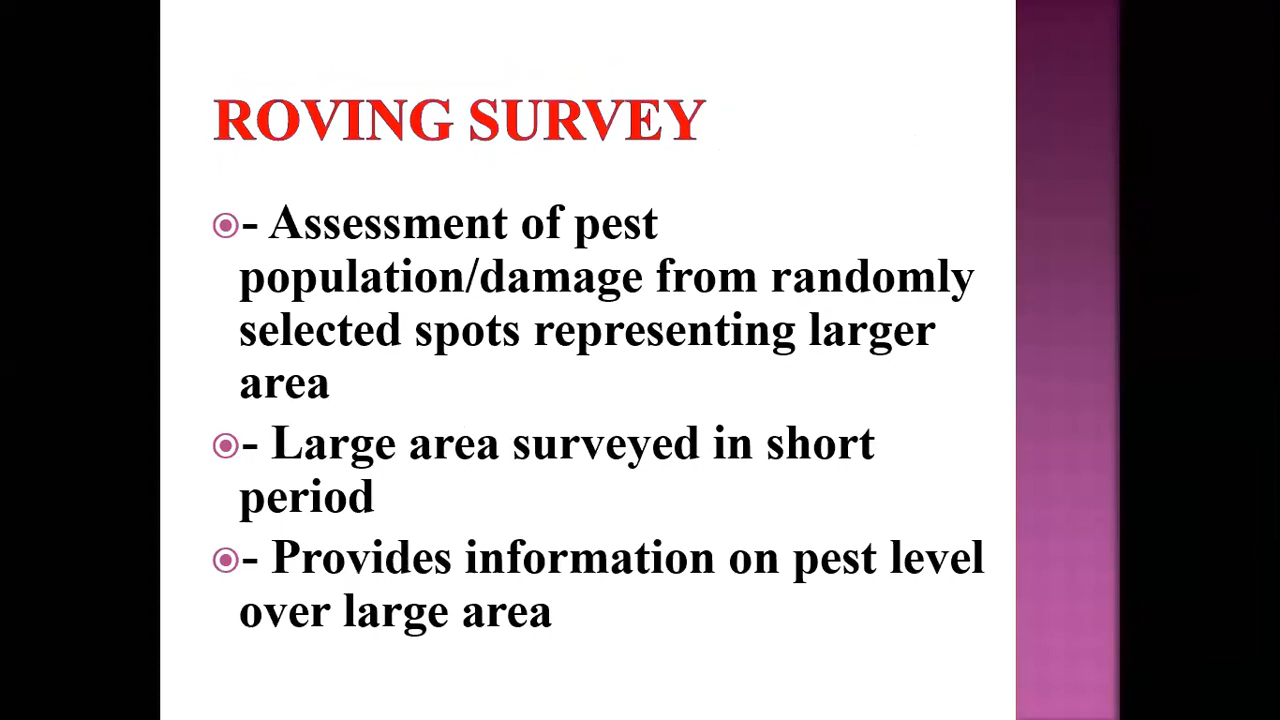 ROVING SURVEY
- Assessment of pest
population/damage from randomly
selected spots representing larger
area
- Large area surveyed in short
period
- Provides information on pest level
over large area